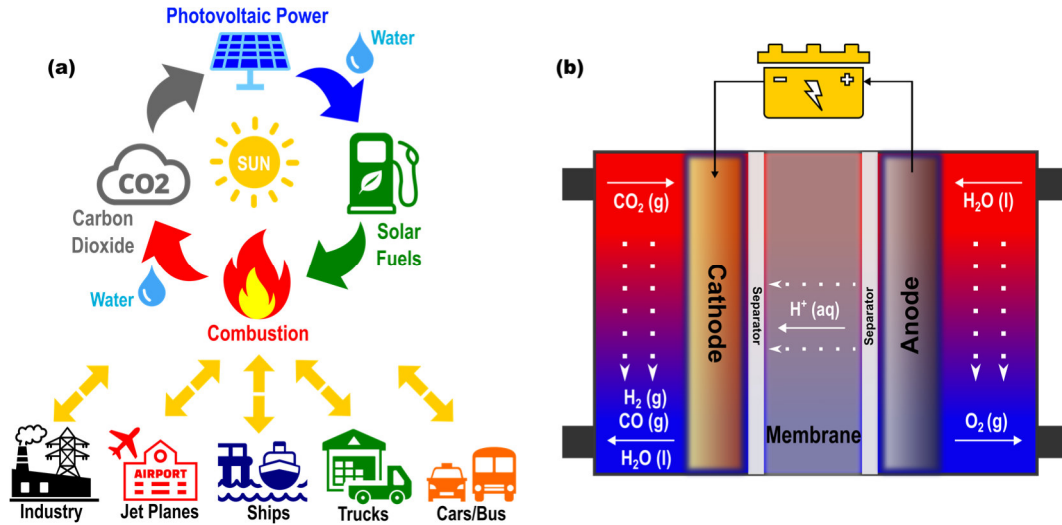 (a)
Photovoltaic Power
Water
SUN
CO2
Carbon
Dioxide
Solar
Fuels
Water
Combustion
AIRPORT
Industry
Jet Planes
Ships
Trucks
Cars/Bus
(b)
CO₂ (g)
H₂O (l)
Cathode
Separator
H⁺ (aq)
Separator
Anode
H₂ (g)
CO (g)
H₂O (l)
Membrane
O₂ (g)